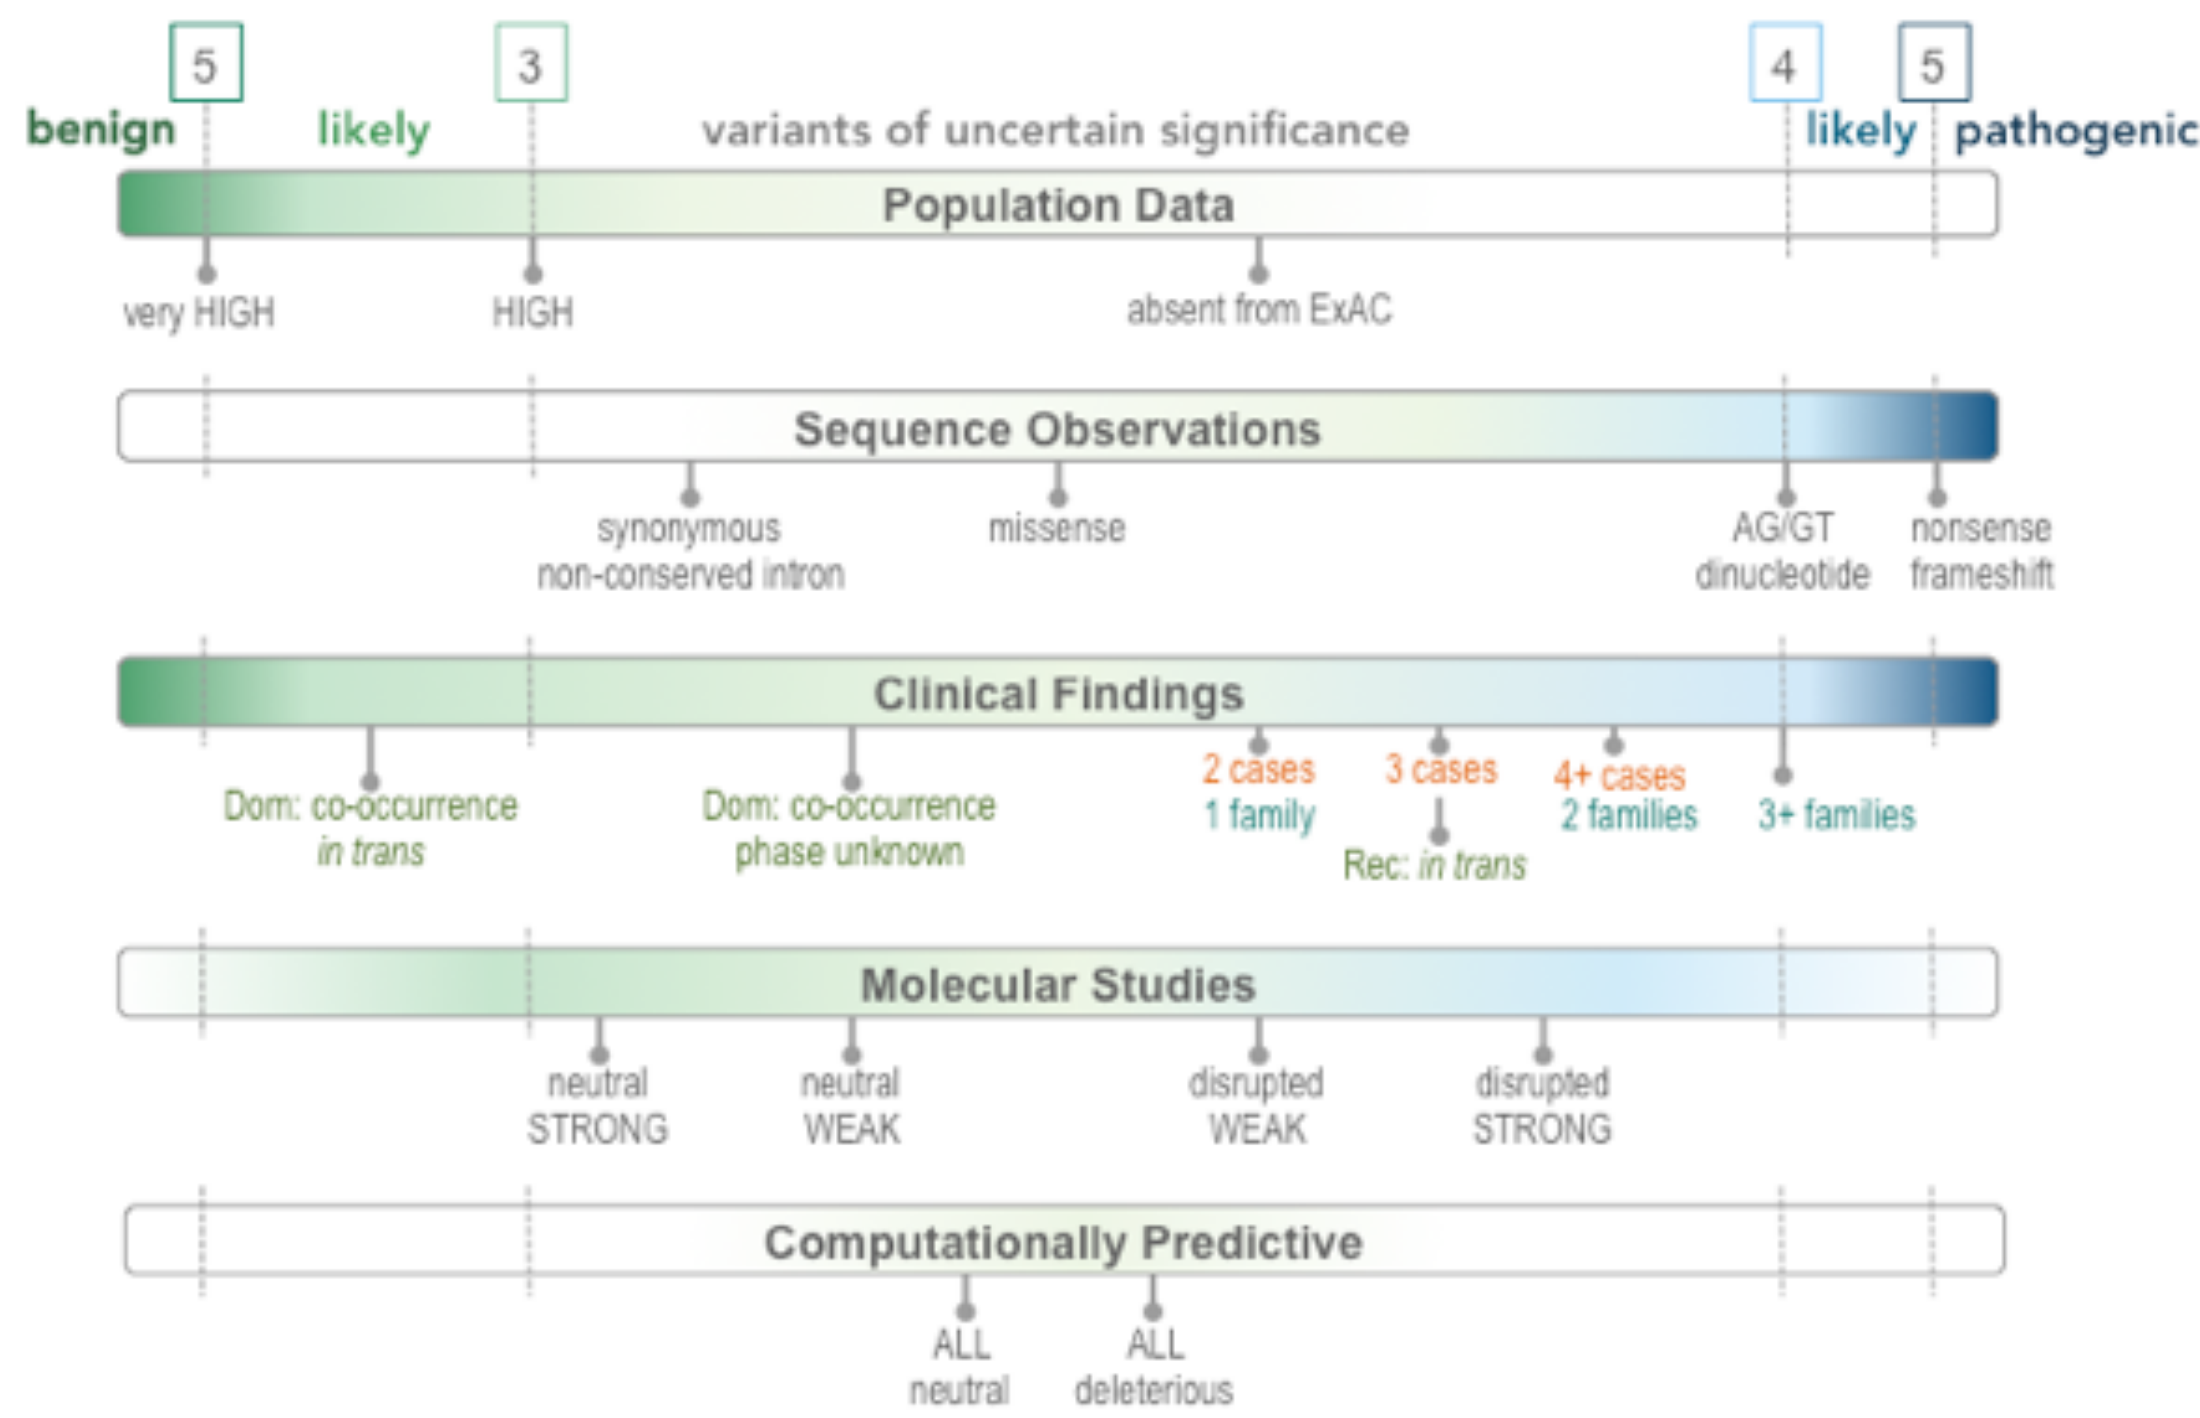 5
3
4
5
benign
likely
variants of uncertain significance
likely
pathogenic
Population Data
very HIGH
HIGH
absent from ExAC
Sequence Observations
synonymous
non-conserved intron
missense
AG/GT
dinucleotide
nonsense
frameshift
Clinical Findings
Dom: co-occurrence
in trans
Dom: co-occurrence
phase unknown
2 cases
1 family
3 cases
Rec: in trans
4+ cases
2 families
3+ families
Molecular Studies
neutral
STRONG
neutral
WEAK
disrupted
WEAK
disrupted
STRONG
Computationally Predictive
ALL
neutral
ALL
deleterious